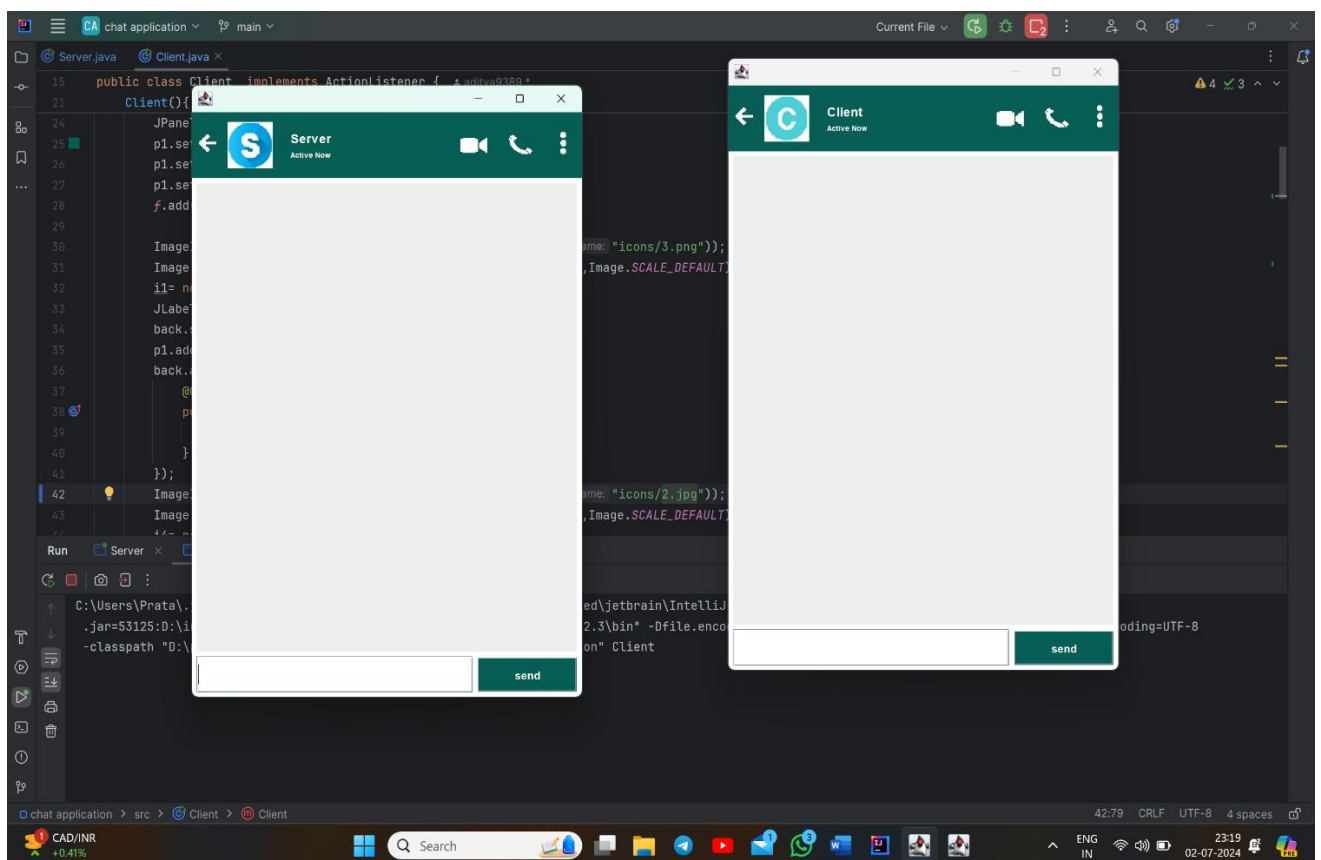 CA chat application main Current File
Server.java Client.java
15 public class Client implements ActionListener { aditya9389 * 4 3
21 Client(){
24 JPane
25 p1.se
26 p1.se
27 p1.se
28 f.add
29
30 Image ame: "icons/3.png"));
31 Image ,Image.SCALE_DEFAULT)
32 i1= n
33 JLabe
34 back.
35 p1.ad
36 back.
37 @
38 p
39
40 }
41 });
42 Image ame: "icons/2.jpg"));
43 Image ,Image.SCALE_DEFAULT)
S Server
Active Now
send
C Client
Active Now
send
Run Server
C:\Users\Prata\. ed\jetbrain\IntelliJ
.jar=53125:D:\i 2.3\bin" -Dfile.enco oding=UTF-8
-classpath "D:\ on" Client
chat application > src > Client > Client 42:79 CRLF UTF-8 4 spaces
1 CAD/INR
+0.41%
Search
3
ENG
IN
23:19
02-07-2024